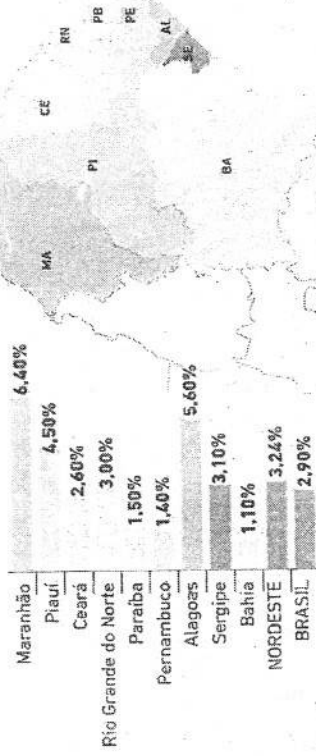 Maranhão 6,40%
Piauí 4,50%
Ceará 2,60%
Rio Grande do Norte 3,00%
Paraíba 1,50%
Pernambuco 1,40%
Alagoas 5,60%
Sergipe 3,10%
Bahia 1,10%
NORDESTE 3,24%
BRASIL 2,90%
MA
PI
CE
RN
PB
PE
AL
SE
BA